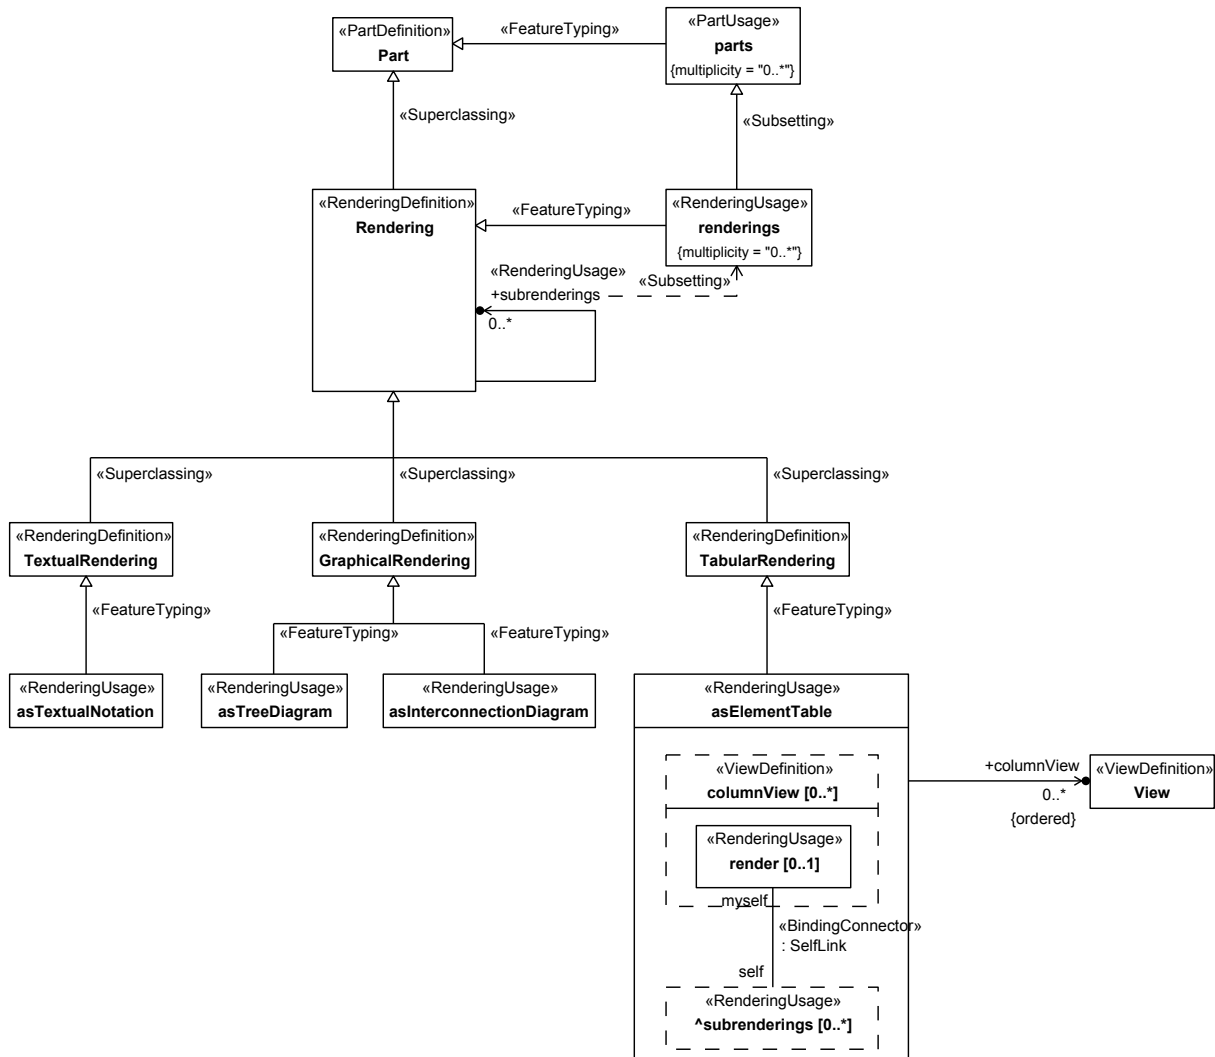 «PartDefinition»
Part
«FeatureTyping»
«PartUsage»
parts
{multiplicity = "0..*"}
«Superclassing»
«Subsetting»
«RenderingDefinition»
Rendering
«FeatureTyping»
«RenderingUsage»
renderings
{multiplicity = "0..*"}
«RenderingUsage»
+subrenderings
«Subsetting»
0..*
«Superclassing»
«Superclassing»
«Superclassing»
«RenderingDefinition»
TextualRendering
«RenderingDefinition»
GraphicalRendering
«RenderingDefinition»
TabularRendering
«FeatureTyping»
«FeatureTyping»
«FeatureTyping»
«FeatureTyping»
«RenderingUsage»
asTextualNotation
«RenderingUsage»
asTreeDiagram
«RenderingUsage»
asInterconnectionDiagram
«RenderingUsage»
asElementTable
«ViewDefinition»
columnView [0..*]
«RenderingUsage»
render [0..1]
myself
«BindingConnector»
: SelfLink
self
«RenderingUsage»
^subrenderings [0..*]
+columnView
0..*
{ordered}
«ViewDefinition»
View